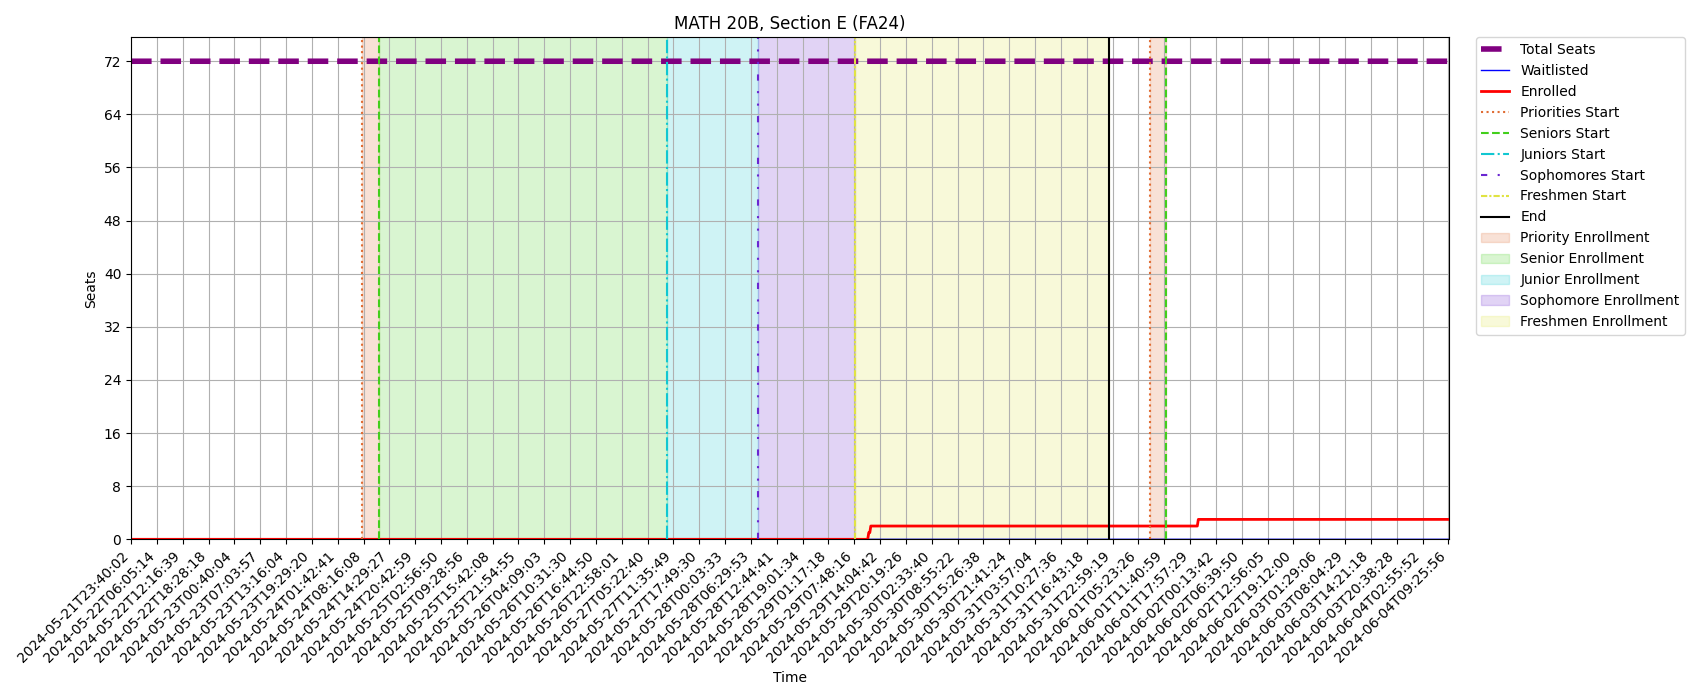 MATH 20B, Section E (FA24)
72
64
56
48
40
32
24
16
8
0
Seats
2024-05-21T23:40:02
2024-05-22T06:05:14
2024-05-22T12:16:39
2024-05-22T18:28:18
2024-05-23T00:40:04
2024-05-23T07:03:57
2024-05-23T13:16:04
2024-05-23T19:29:20
2024-05-24T01:42:41
2024-05-24T08:16:08
2024-05-24T14:29:27
2024-05-24T20:42:59
2024-05-25T02:56:50
2024-05-25T09:28:56
2024-05-25T15:42:08
2024-05-25T21:54:55
2024-05-26T04:09:03
2024-05-26T10:31:30
2024-05-26T16:44:50
2024-05-26T22:58:01
2024-05-27T05:22:40
2024-05-27T11:35:49
2024-05-27T17:49:30
2024-05-28T00:03:33
2024-05-28T06:29:53
2024-05-28T12:44:41
2024-05-28T19:01:34
2024-05-29T01:17:18
2024-05-29T07:48:16
2024-05-29T14:04:42
2024-05-29T20:19:26
2024-05-30T02:33:40
2024-05-30T08:55:22
2024-05-30T15:26:38
2024-05-30T21:41:24
2024-05-31T03:57:04
2024-05-31T10:27:36
2024-05-31T16:43:18
2024-05-31T22:59:19
2024-06-01T05:23:26
2024-06-01T11:40:59
2024-06-01T17:57:29
2024-06-02T00:13:42
2024-06-02T06:39:50
2024-06-02T12:56:05
2024-06-02T19:12:00
2024-06-03T01:29:06
2024-06-03T08:04:29
2024-06-03T14:21:18
2024-06-03T20:38:28
2024-06-04T02:55:52
2024-06-04T09:25:56
Time
Total Seats
Waitlisted
Enrolled
Priorities Start
Seniors Start
Juniors Start
Sophomores Start
Freshmen Start
End
Priority Enrollment
Senior Enrollment
Junior Enrollment
Sophomore Enrollment
Freshmen Enrollment